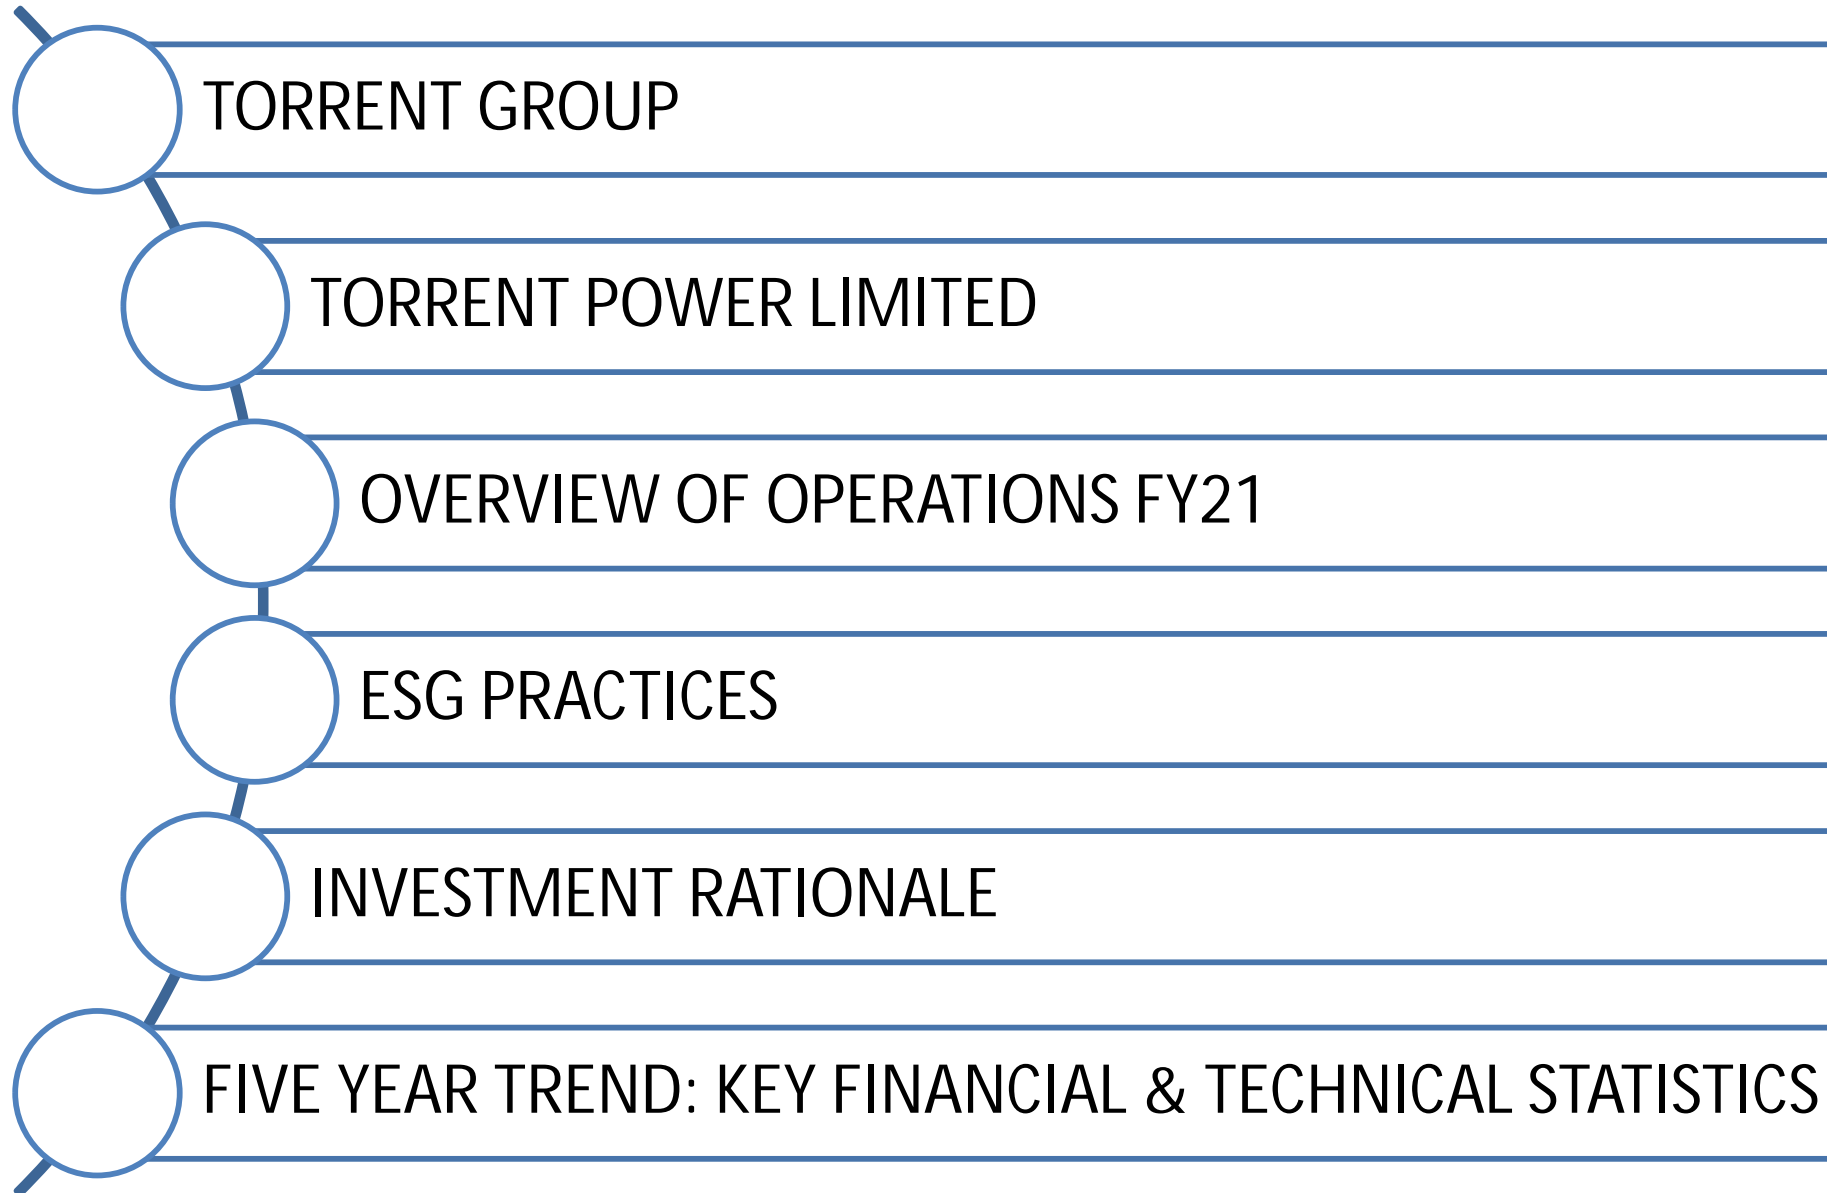 TORRENT GROUP
TORRENT POWER LIMITED
OVERVIEW OF OPERATIONS FY21
ESG PRACTICES
INVESTMENT RATIONALE
FIVE YEAR TREND: KEY FINANCIAL & TECHNICAL STATISTICS